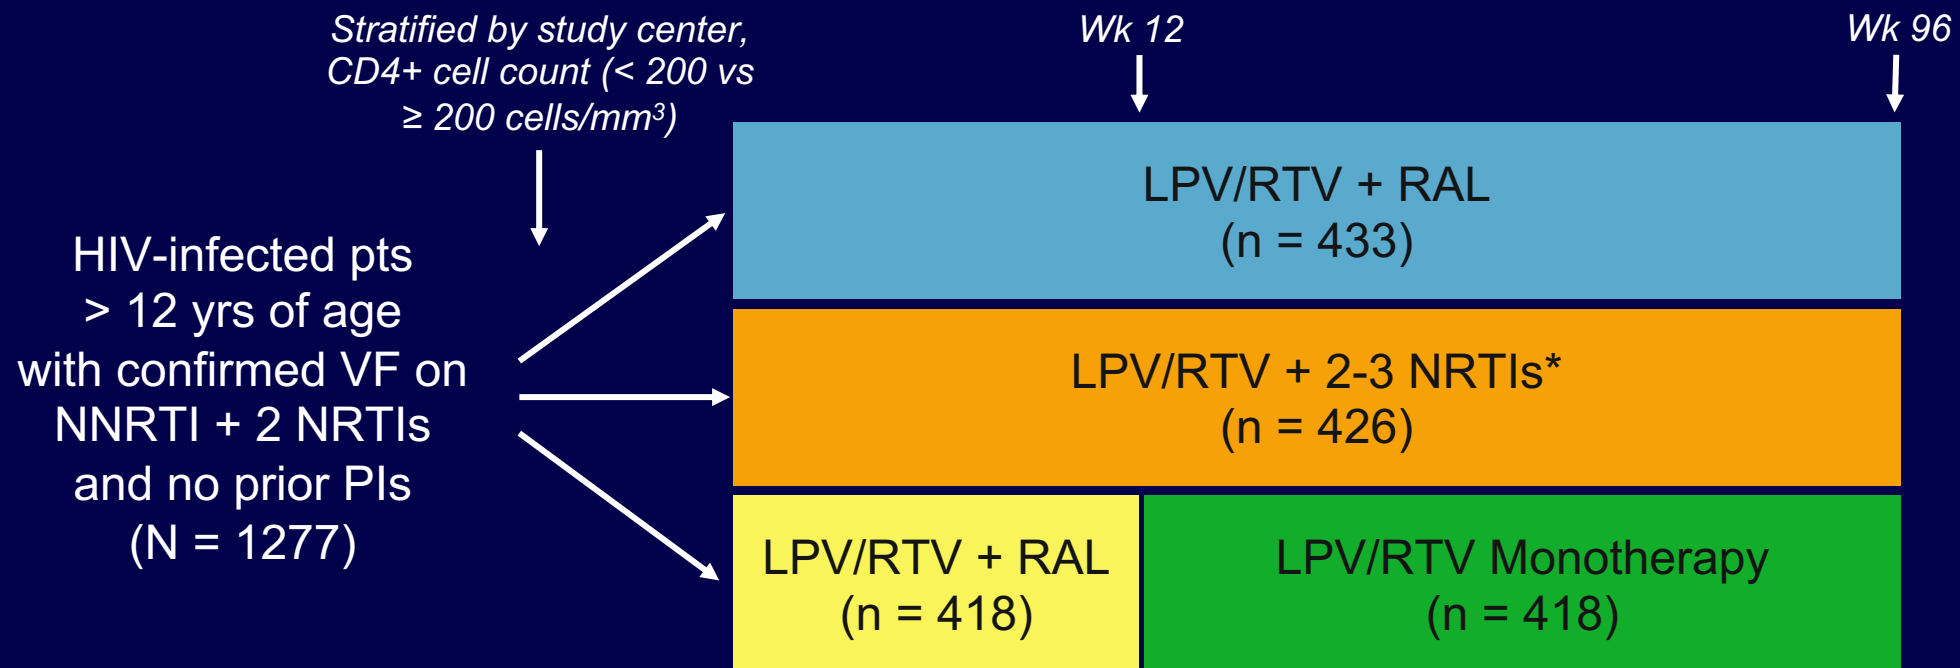 Stratified by study center,
CD4+ cell count (< 200 vs
≥ 200 cells/mm³)
Wk 12
Wk 96
HIV-infected pts
> 12 yrs of age
with confirmed VF on
NNRTI + 2 NRTIs
and no prior PIs
(N = 1277)
LPV/RTV + RAL
(n = 433)
LPV/RTV + 2-3 NRTIs*
(n = 426)
LPV/RTV + RAL
(n = 418)
LPV/RTV Monotherapy
(n = 418)